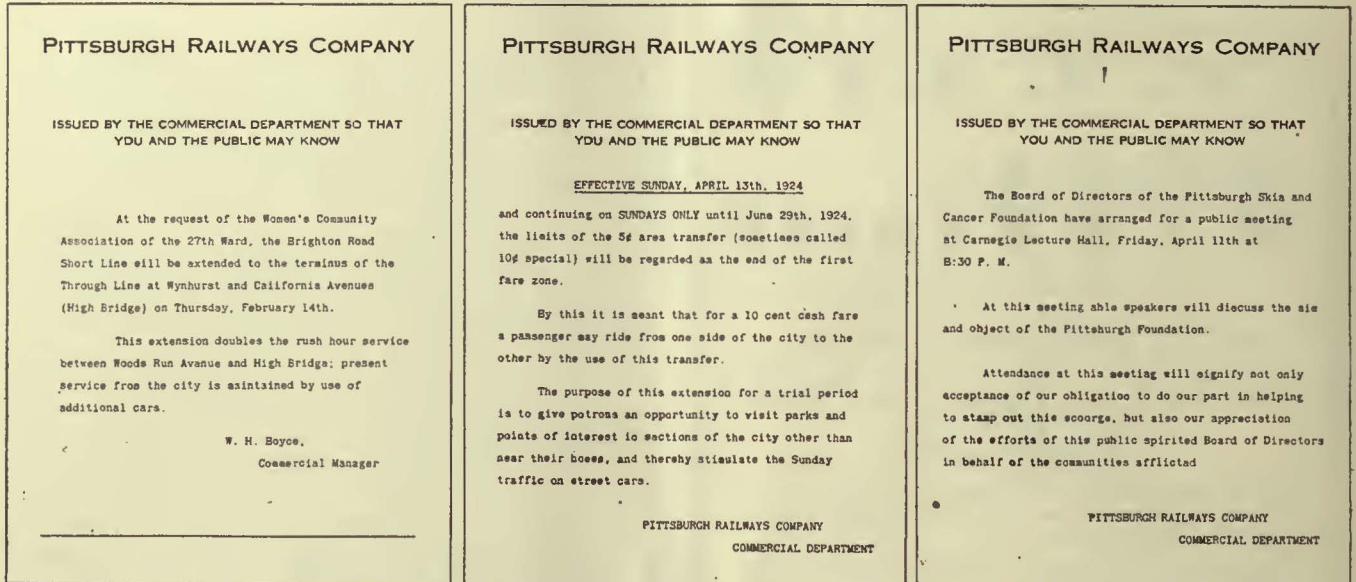 PITTSBURGH RAILWAYS COMPANY
ISSUED BY THE COMMERCIAL DEPARTMENT SO THAT
YOU AND THE PUBLIC MAY KNOW
At the request of the Women's Community
Association of the 27th Ward, the Brighton Road
Short Line will be extended to the terminus of the
Through Line at Wynhurst and California Avenues
(High Bridge) on Thursday, February 14th.
This extension doubles the rush hour service
between Woods Run Avenue and High Bridge; present
service from the city is maintained by use of
additional cars.
W. H. Boyce,
Commercial Manager
PITTSBURGH RAILWAYS COMPANY
ISSUED BY THE COMMERCIAL DEPARTMENT SO THAT
YOU AND THE PUBLIC MAY KNOW
EFFECTIVE SUNDAY, APRIL 13th, 1924
and continuing on SUNDAYS ONLY until June 29th, 1924,
the limits of the 5¢ area transfer (sometimes called
10¢ special) will be regarded as the end of the first
fare zone.
By this it is meant that for a 10 cent cash fare
a passenger may ride from one side of the city to the
other by the use of this transfer.
The purpose of this extension for a trial period
is to give patrons an opportunity to visit parks and
points of interest in sections of the city other than
near their homes, and thereby stimulate the Sunday
traffic on street cars.
PITTSBURGH RAILWAYS COMPANY
COMMERCIAL DEPARTMENT
PITTSBURGH RAILWAYS COMPANY
ISSUED BY THE COMMERCIAL DEPARTMENT SO THAT
YOU AND THE PUBLIC MAY KNOW
The Board of Directors of the Pittsburgh Skin and
Cancer Foundation have arranged for a public meeting
at Carnegie Lecture Hall, Friday, April 11th at
8:30 P. M.
At this meeting able speakers will discuss the aim
and object of the Pittsburgh Foundation.
Attendance at this meeting will signify not only
acceptance of our obligation to do our part in helping
to stamp out this scourge, but also our appreciation
of the efforts of this public spirited Board of Directors
in behalf of the communities afflicted
PITTSBURGH RAILWAYS COMPANY
COMMERCIAL DEPARTMENT